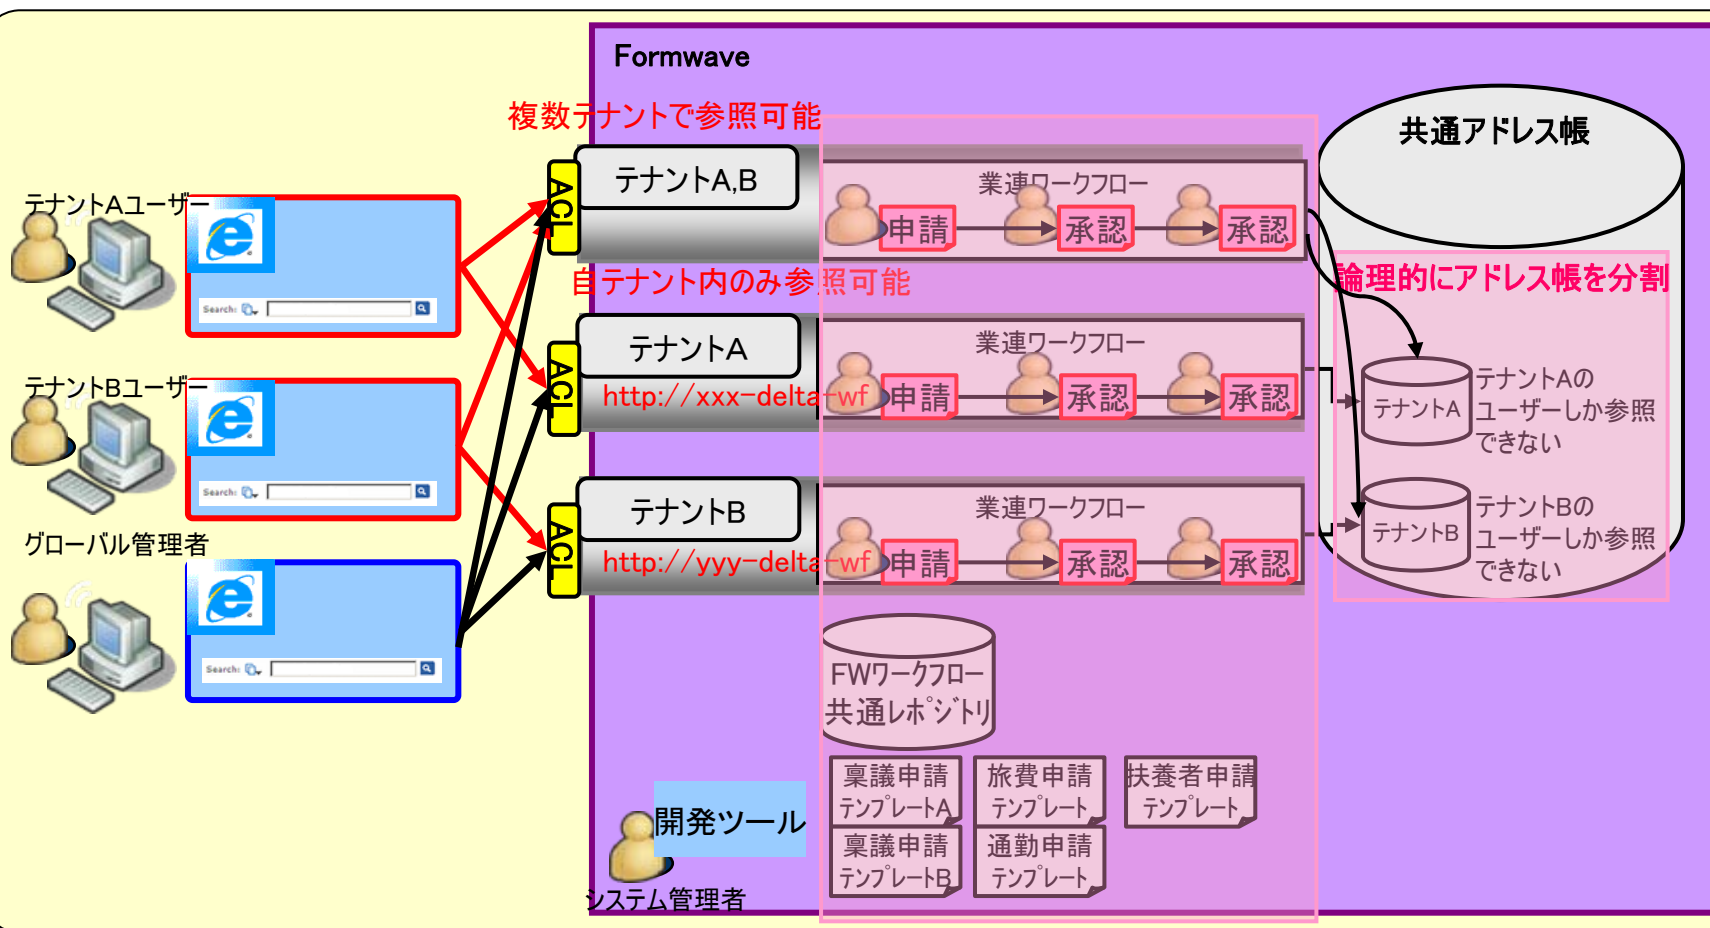 Formwave
複数テナントで参照可能
共通アドレス帳
ACL
テナントA,B
業連ワークフロー
申請
承認
承認
テナントAユーザー
Search:
自テナント内のみ参照可能
論理的にアドレス帳を分割
ACL
テナントA
http://xxx-delta-wf
業連ワークフロー
申請
承認
承認
テナントA
テナントAの
ユーザーしか参照
できない
テナントBユーザー
Search:
ACL
テナントB
http://yyy-delta-wf
業連ワークフロー
申請
承認
承認
テナントB
テナントBの
ユーザーしか参照
できない
グローバル管理者
Search:
FWワークフロー
共通レポジトリ
開発ツール
システム管理者
稟議申請
テンプレートA
旅費申請
テンプレート
扶養者申請
テンプレート
稟議申請
テンプレートB
通勤申請
テンプレート